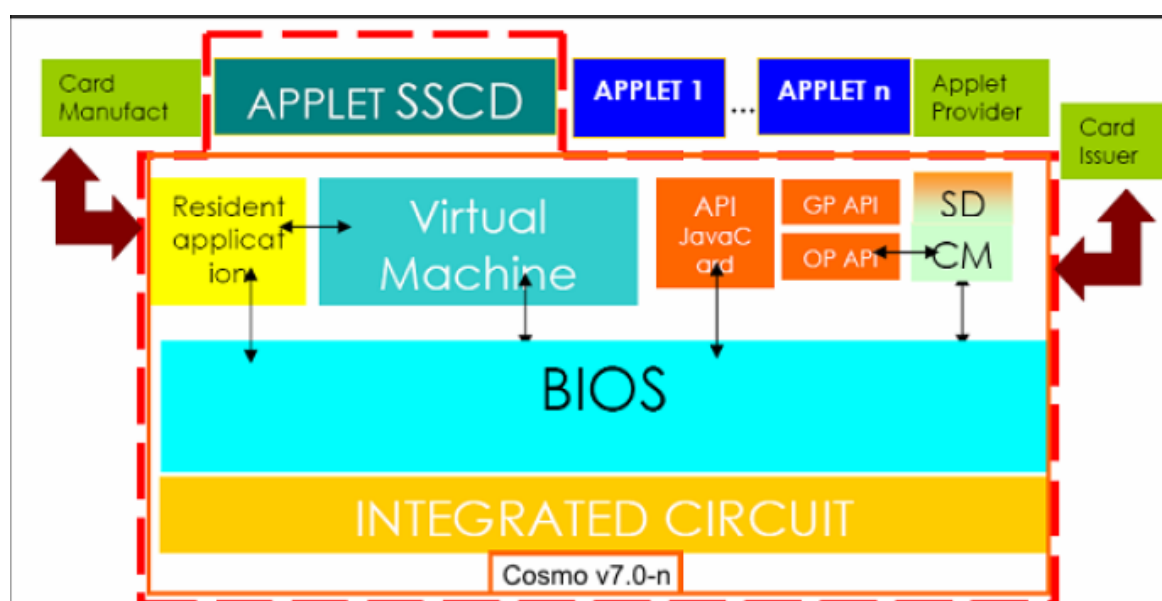 Card
Manufact
APPLET SSCD
APPLET 1
...
APPLET n
Applet
Provider
Card
Issuer
Resident
applicat
ion
Virtual
Machine
API
JavaC
ard
GP API
OP API
SD
CM
BIOS
INTEGRATED CIRCUIT
Cosmo v7.0-n